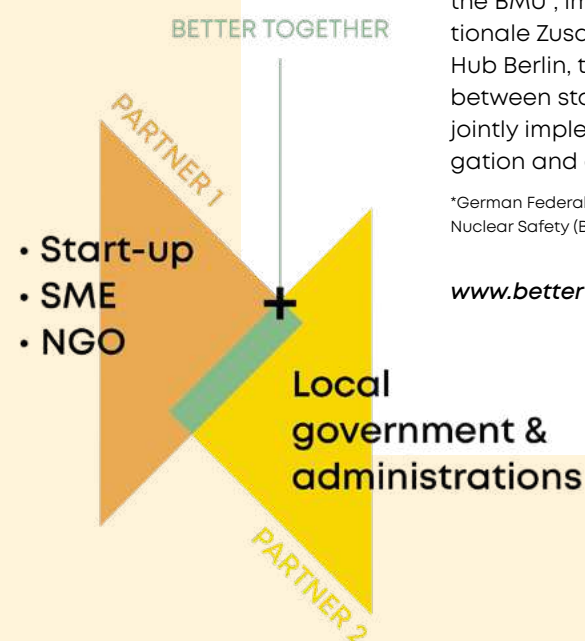 BETTER TOGETHER
PARTNER 1
• Start-up
• SME
• NGO
Local
government &
administrations
PARTNER 2
the BMU*, im
tionale Zusa
Hub Berlin, t
between sta
jointly imple
gation and
*German Federal
Nuclear Safety (B
www.better